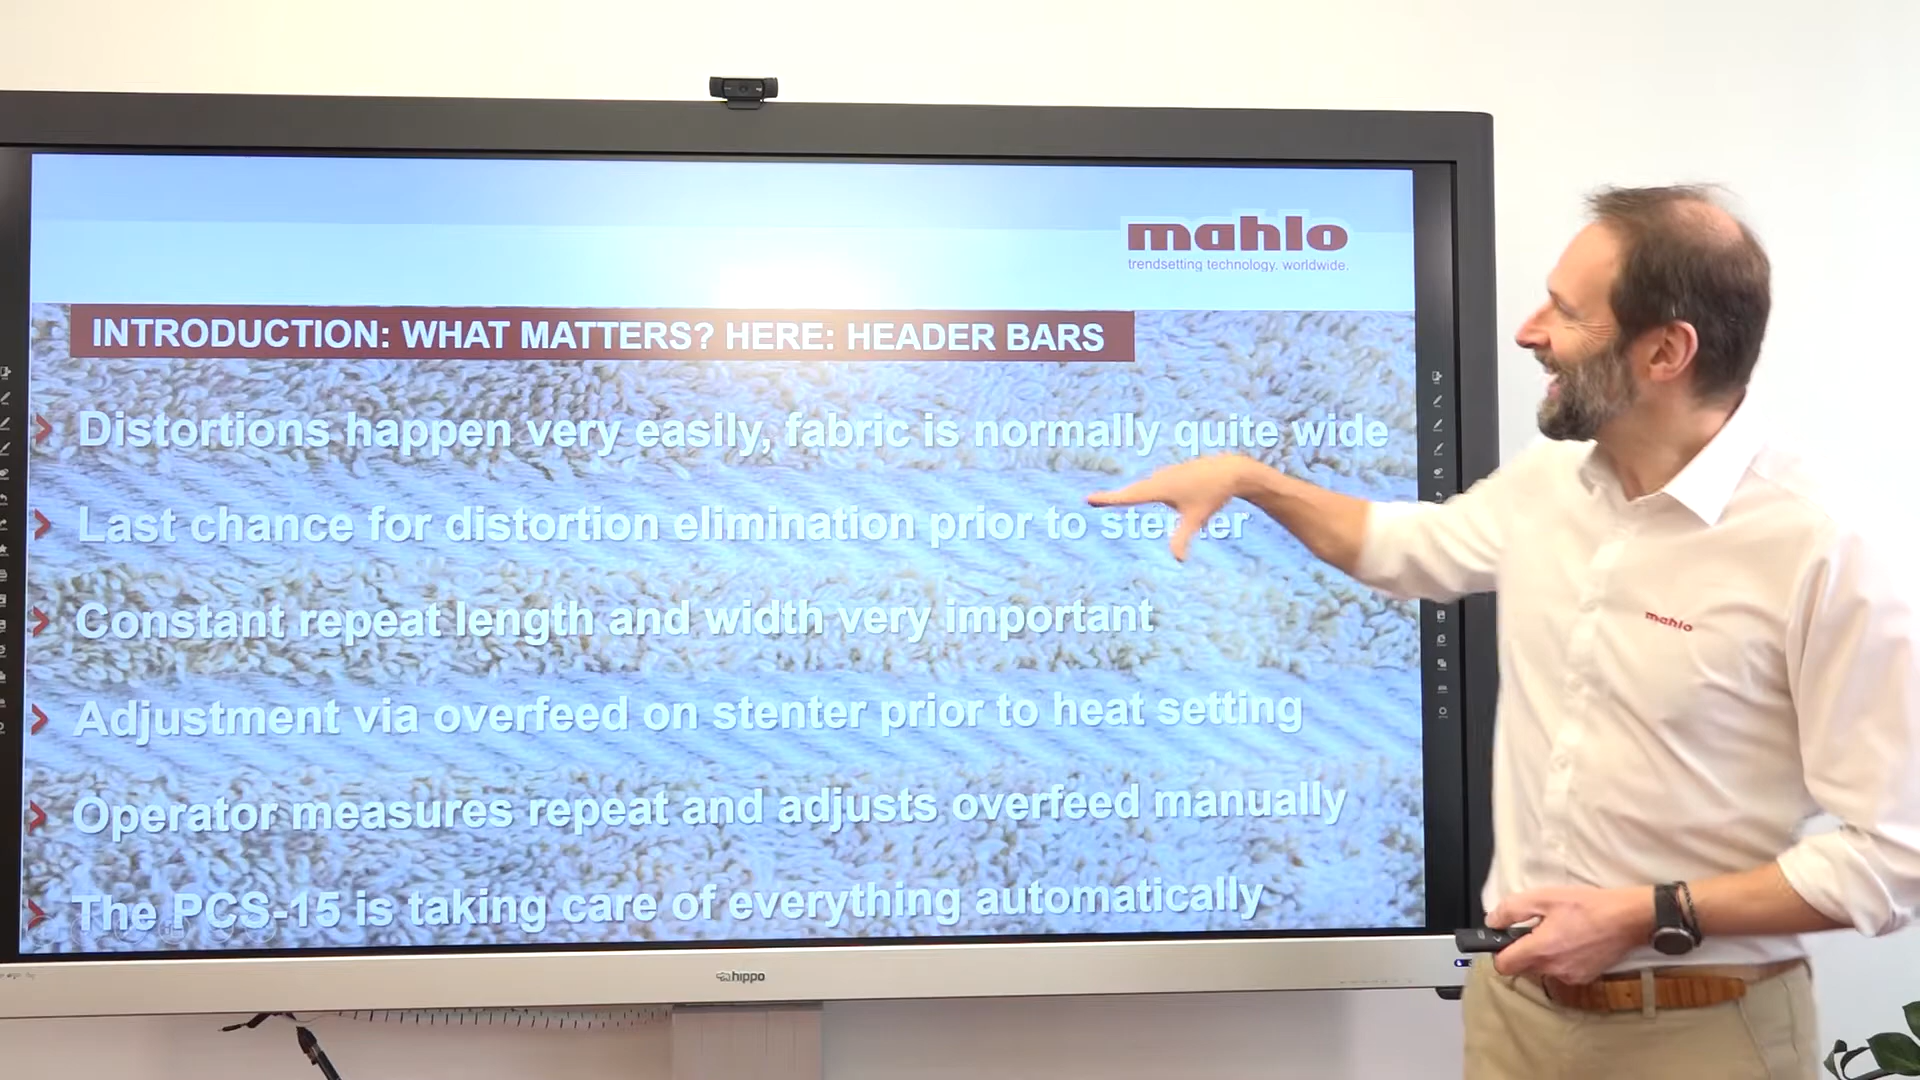 mahlo
trendsetting technology. worldwide.
INTRODUCTION: WHAT MATTERS? HERE: HEADER BARS
Distortions happen very easily, fabric is normally quite wide
Last chance for distortion elimination prior to stenter
Constant repeat length and width very important
Adjustment via overfeed on stenter prior to heat setting
Operator measures repeat and adjusts overfeed manually
The PCS-15 is taking care of everything automatically
mahlo
hippo